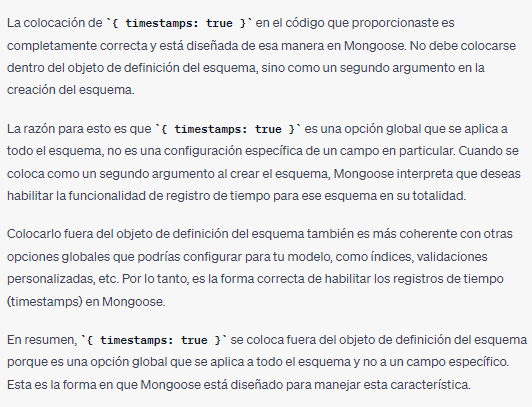 La colocación de `{ timestamps: true }` en el código que proporcionaste es
completamente correcta y está diseñada de esa manera en Mongoose. No debe colocarse
dentro del objeto de definición del esquema, sino como un segundo argumento en la
creación del esquema.
La razón para esto es que `{ timestamps: true }` es una opción global que se aplica a
todo el esquema, no es una configuración específica de un campo en particular. Cuando se
coloca como un segundo argumento al crear el esquema, Mongoose interpreta que deseas
habilitar la funcionalidad de registro de tiempo para ese esquema en su totalidad.
Colocarlo fuera del objeto de definición del esquema también es más coherente con otras
opciones globales que podrías configurar para tu modelo, como índices, validaciones
personalizadas, etc. Por lo tanto, es la forma correcta de habilitar los registros de tiempo
(timestamps) en Mongoose.
En resumen, `{ timestamps: true }` se coloca fuera del objeto de definición del esquema
porque es una opción global que se aplica a todo el esquema y no a un campo específico.
Esta es la forma en que Mongoose está diseñado para manejar esta característica.